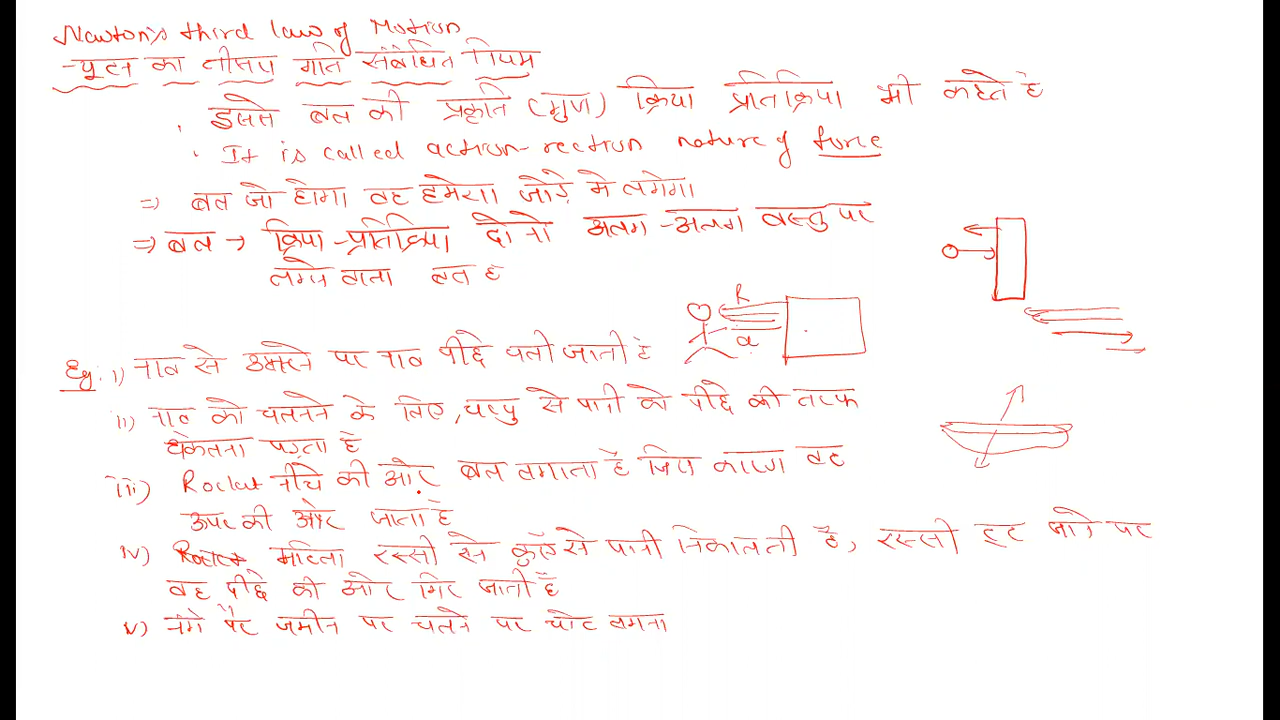 Newton's third law of Motion
न्यूटन का तीसरा गति संबंधित नियम
इससे बल की प्रकृति (गुण) क्रिया प्रतिक्रिया भी कहते है
It is called action-rection nature of force
⇒ बल जो होगा वह हमेशा जोड़े मे लगेगा
⇒ बल → क्रिया-प्रतिक्रिया दोनो अलग-अलग वस्तु पर
लगने वाला बल है
R
a
Eg: i) नाव से उतरने पर नाव पीछे चली जाती है
ii) नाव को चलाने के लिए, चप्पु से पानी को पीछे की तरफ
धकेलना पड़ता है
iii) Rocket नीचे की ओर बल लगाता है जिस कारण वह
ऊपर की ओर जाता है
iv) महिला रस्सी से कुएँ से पानी निकालती है, रस्सी टूट जाने पर
वह पीछे की ओर गिर जाती है
v) नंगे पैर जमीन पर चलने पर चोट लगना